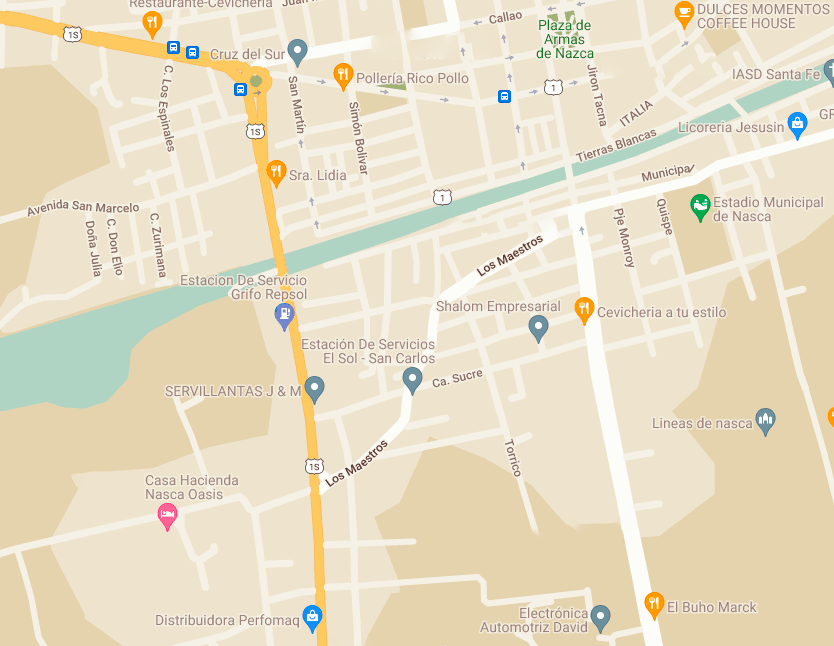 Restaurante-Cevichería
Callao
Plaza de
Armas
de Nazca
DULCES MOMENTOS
COFFEE HOUSE
1S
Cruz del Sur
Pollería Rico Pollo
IASD Santa Fe
1
C. Los Espinales
San Martín
Simón Bolívar
Jiron Tacna
ITALIA
1S
Licoreria Jesusin
Tierras Blancas
Sra. Lidia
Municipal
1
Avenida San Marcelo
Doña Julia
C. Don Elio
C. Zurimana
Pje Monroy
Quispe
Estadio Municipal
de Nasca
Los Maestros
Estacion De Servicio
Grifo Repsol
Shalom Empresarial
Cevicheria a tu estilo
Estación De Servicios
El Sol - San Carlos
SERVILLANTAS J & M
Ca. Sucre
Lineas de nasca
Torrico
1S
Los Maestros
Casa Hacienda
Nasca Oasis
Distribuidora Perfomaq
Electrónica
Automotriz David
El Buho Marck